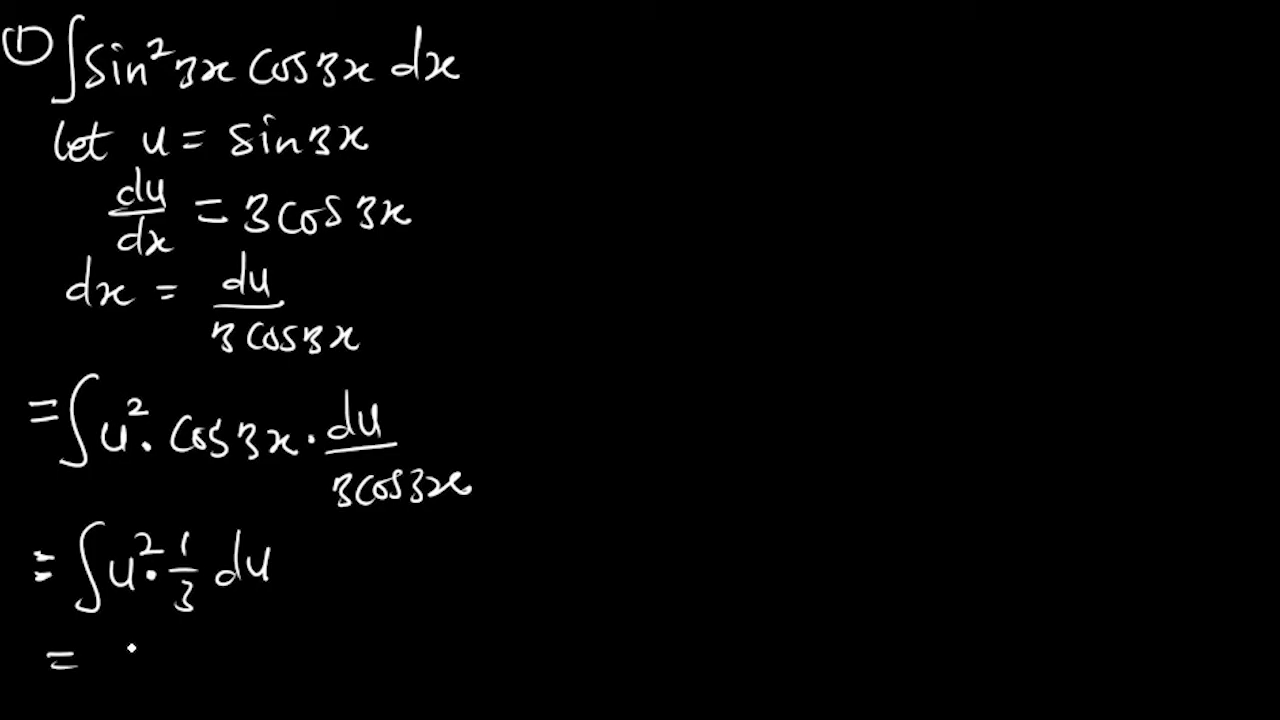 ① ∫sin²3x cos3x dx
let u = sin3x
du/dx = 3cos3x
dx = du/3cos3x
= ∫u²·cos3x·du/3cos3x
= ∫u²·1/3 du
=